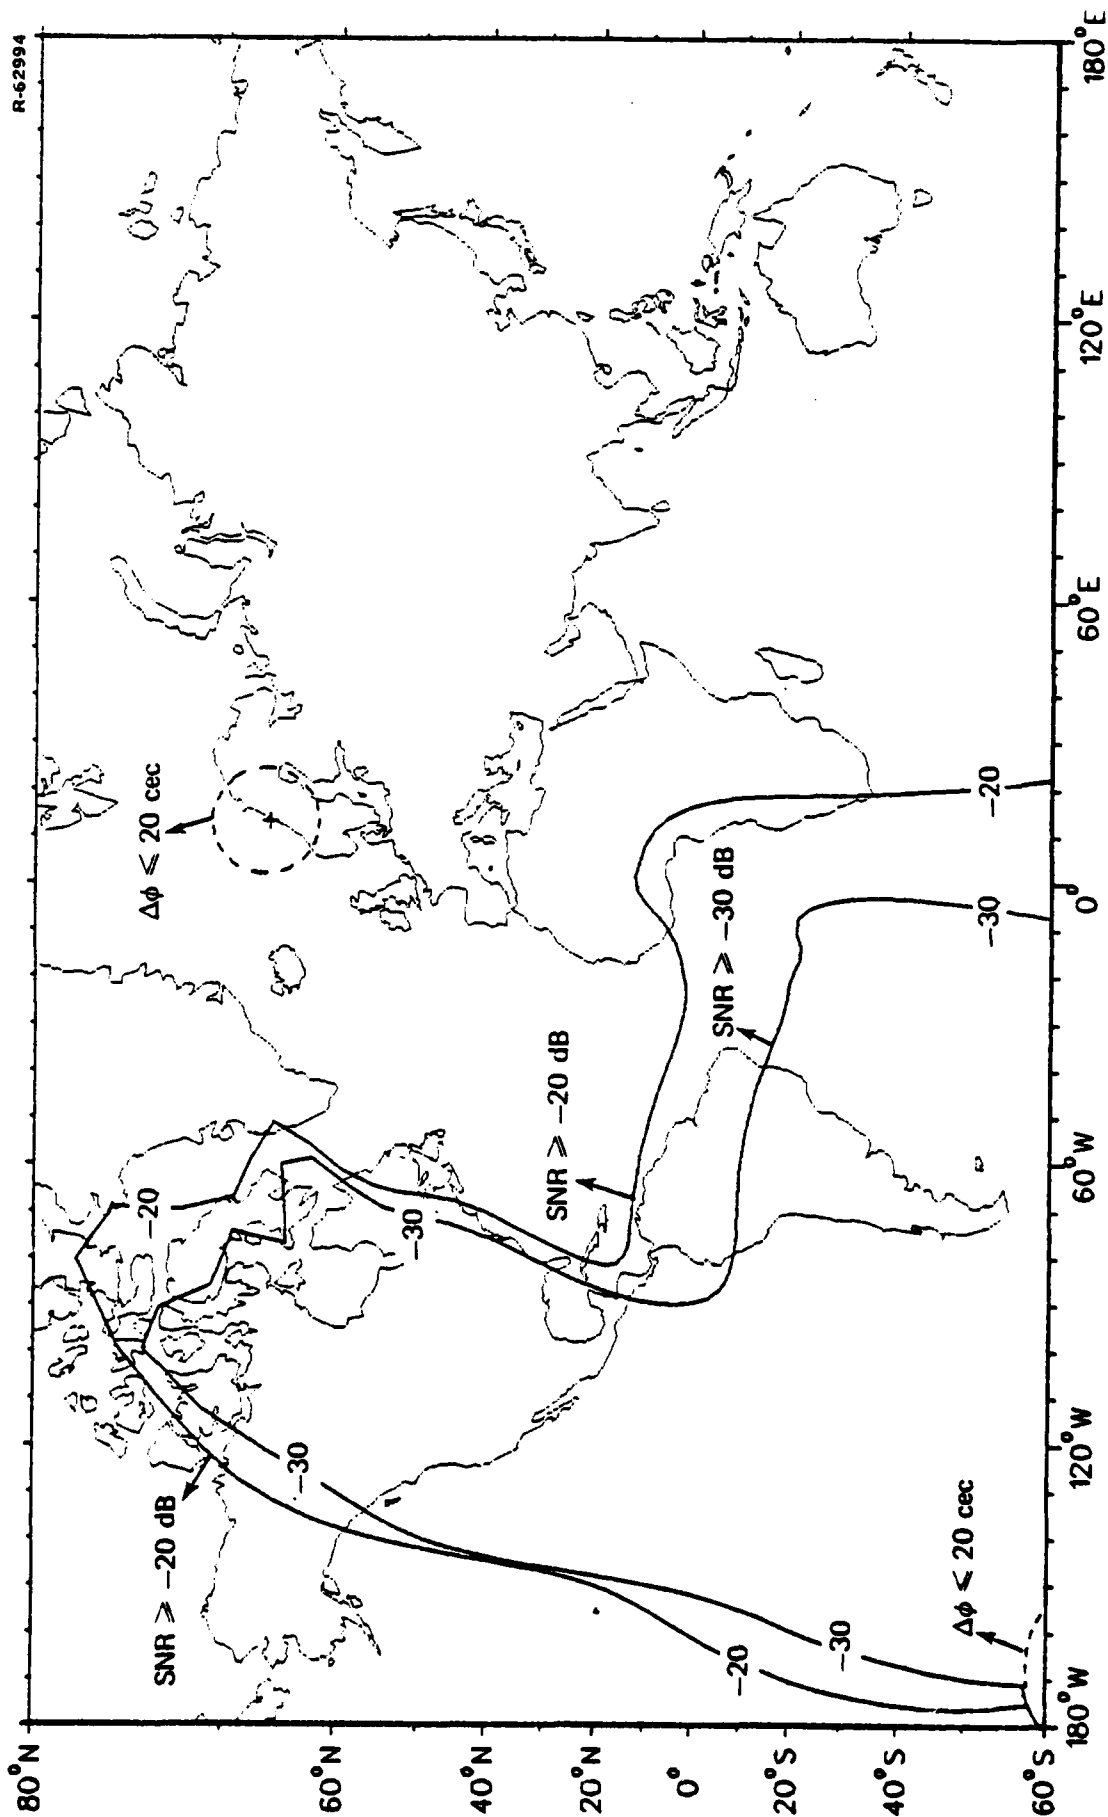 R-62994
80°N
60°N
40°N
20°N
0°
20°S
40°S
60°S
180°W
120°W
60°W
0°
60°E
120°E
180°E
Δϕ ⩽ 20 cec
SNR ⩾ −20 dB
−20
−30
−30
SNR ⩾ −20 dB
SNR ⩾ −30 dB
−20
−30
−20
−30
Δϕ ⩽ 20 cec